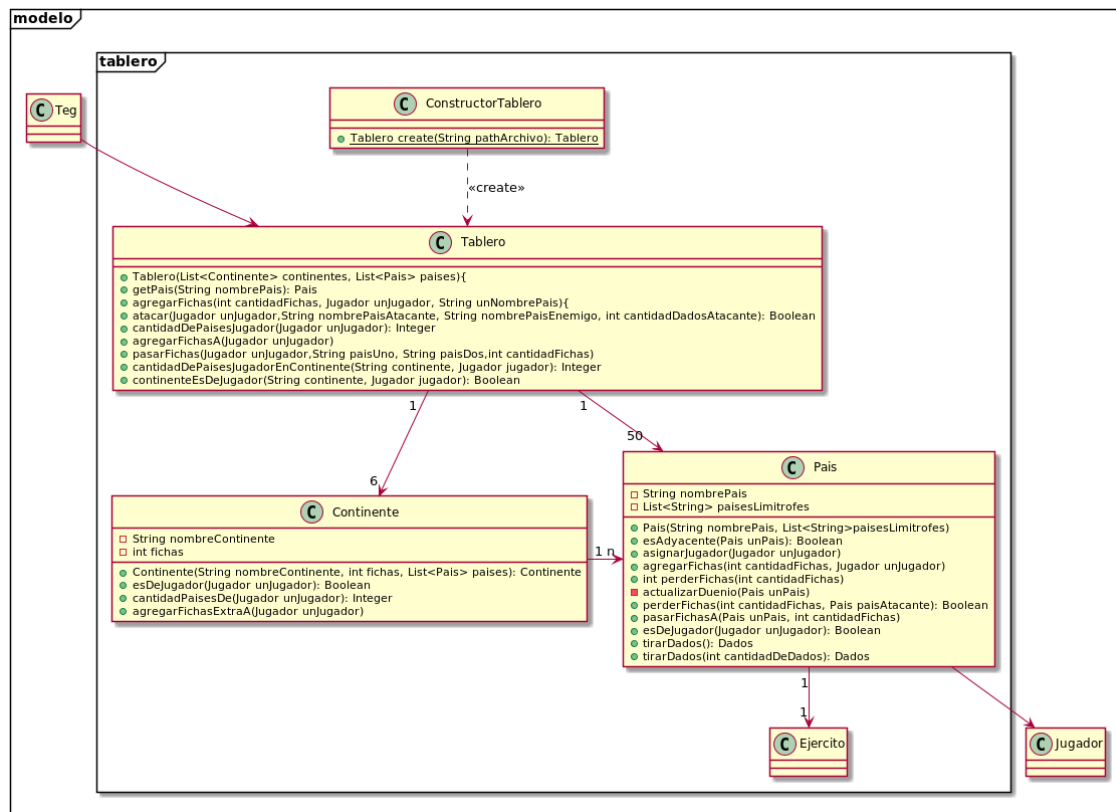 modelo
tablero
C Teg
C ConstructorTablero
Tablero create(String pathArchivo): Tablero
«create»
C Tablero
Tablero(List<Continente> continentes, List<Pais> paises){
getPais(String nombrePais): Pais
agregarFichas(int cantidadFichas, Jugador unJugador, String unNombrePais){
atacar(Jugador unJugador,String nombrePaisAtacante, String nombrePaisEnemigo, int cantidadDadosAtacante): Boolean
cantidadDePaisesJugador(Jugador unJugador): Integer
agregarFichasA(Jugador unJugador)
pasarFichas(Jugador unJugador,String paisUno, String paisDos,int cantidadFichas)
cantidadDePaisesJugadorEnContinente(String continente, Jugador jugador): Integer
continenteEsDeJugador(String continente, Jugador jugador): Boolean
1
1
6
50
C Continente
String nombreContinente
int fichas
Continente(String nombreContinente, int fichas, List<Pais> paises): Continente
esDeJugador(Jugador unJugador): Boolean
cantidadPaisesDe(Jugador unJugador): Integer
agregarFichasExtraA(Jugador unJugador)
1 n
C Pais
String nombrePais
List<String> paisesLimitrofes
Pais(String nombrePais, List<String>paisesLimitrofes)
esAdyacente(Pais unPais): Boolean
asignarJugador(Jugador unJugador)
agregarFichas(int cantidadFichas, Jugador unJugador)
int perderFichas(int cantidadFichas)
actualizarDuenio(Pais unPais)
perderFichas(int cantidadFichas, Pais paisAtacante): Boolean
pasarFichasA(Pais unPais, int cantidadFichas)
esDeJugador(Jugador unJugador): Boolean
tirarDados(): Dados
tirarDados(int cantidadDeDados): Dados
1
1
C Ejercito
C Jugador